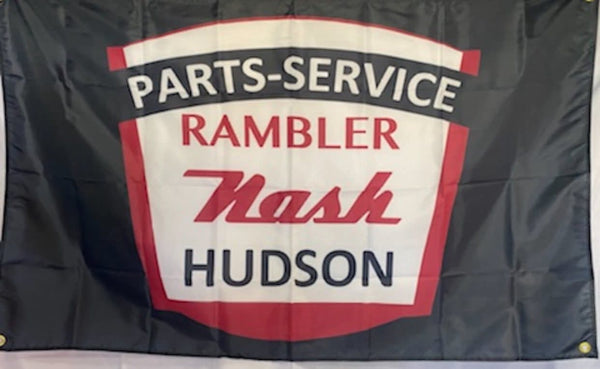 PARTS-SERVICE
RAMBLER
Nash
HUDSON